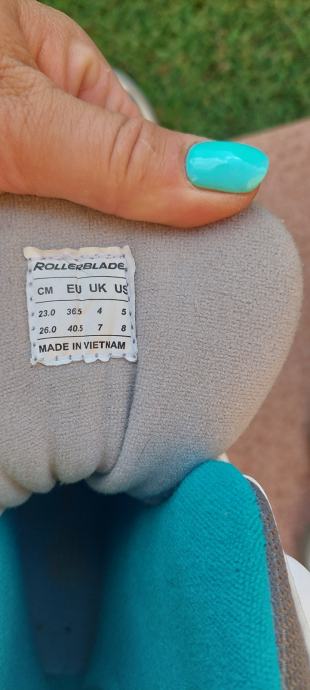 ROLLERBLADE
CM EU UK US
23.0 36.5 4 5
26.0 40.5 7 8
MADE IN VIETNAM